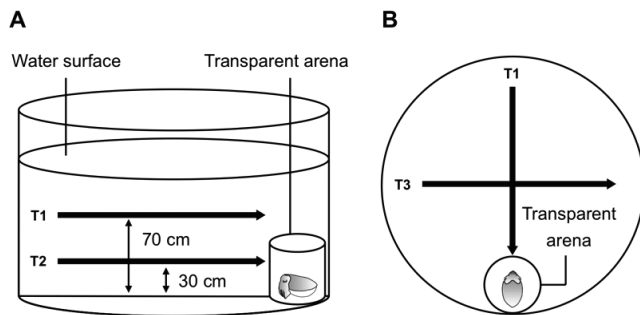 A
Water surface
Transparent arena
T1
70 cm
T2
30 cm
B
T1
T3
Transparent
arena